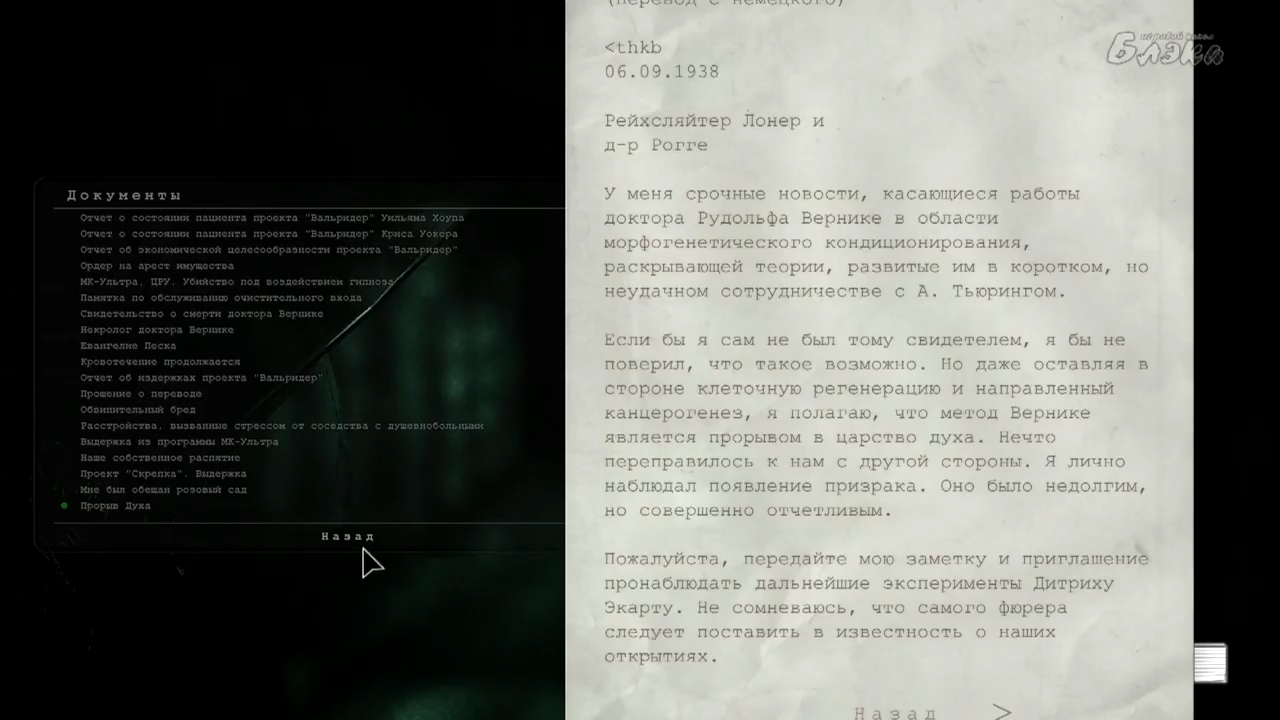 Документы
Отчет о состоянии пациента проекта "Вальридер" Уильяма Хоупа
Отчет о состоянии пациента проекта "Вальридер" Криса Уокера
Отчет об экономической целесообразности проекта "Вальридер"
Ордер на арест имущества
МК-Ультра, ЦРУ. Убийство под воздействием гипноза
Памятка по обслуживанию очистительного входа
Свидетельство о смерти доктора Вернике
Некролог доктора Вернике
Евангелие Песка
Кровотечение продолжается
Отчет об издержках проекта "Вальридер"
Прошение о переводе
Обвинительный бред
Расстройства, вызванные стрессом от соседства с душевнобольными
Выдержка из программы МК-Ультра
Наше собственное распятие
Проект "Скрепка". Выдержка
Мне был обещан розовый сад
Прорыв Духа
Назад
(перевод с немецкого)
<thkb
06.09.1938
Рейхсляйтер Лонер и
д-р Рогге
У меня срочные новости, касающиеся работы
доктора Рудольфа Вернике в области
морфогенетического кондиционирования,
раскрывающей теории, развитые им в коротком, но
неудачном сотрудничестве с А. Тьюрингом.
Если бы я сам не был тому свидетелем, я бы не
поверил, что такое возможно. Но даже оставляя в
стороне клеточную регенерацию и направленный
канцерогенез, я полагаю, что метод Вернике
является прорывом в царство духа. Нечто
переправилось к нам с другой стороны. Я лично
наблюдал появление призрака. Оно было недолгим,
но совершенно отчетливым.
Пожалуйста, передайте мою заметку и приглашение
пронаблюдать дальнейшие эксперименты Дитриху
Экарту. Не сомневаюсь, что самого фюрера
следует поставить в известность о наших
открытиях.
Назад >
игровой канал
Блэка